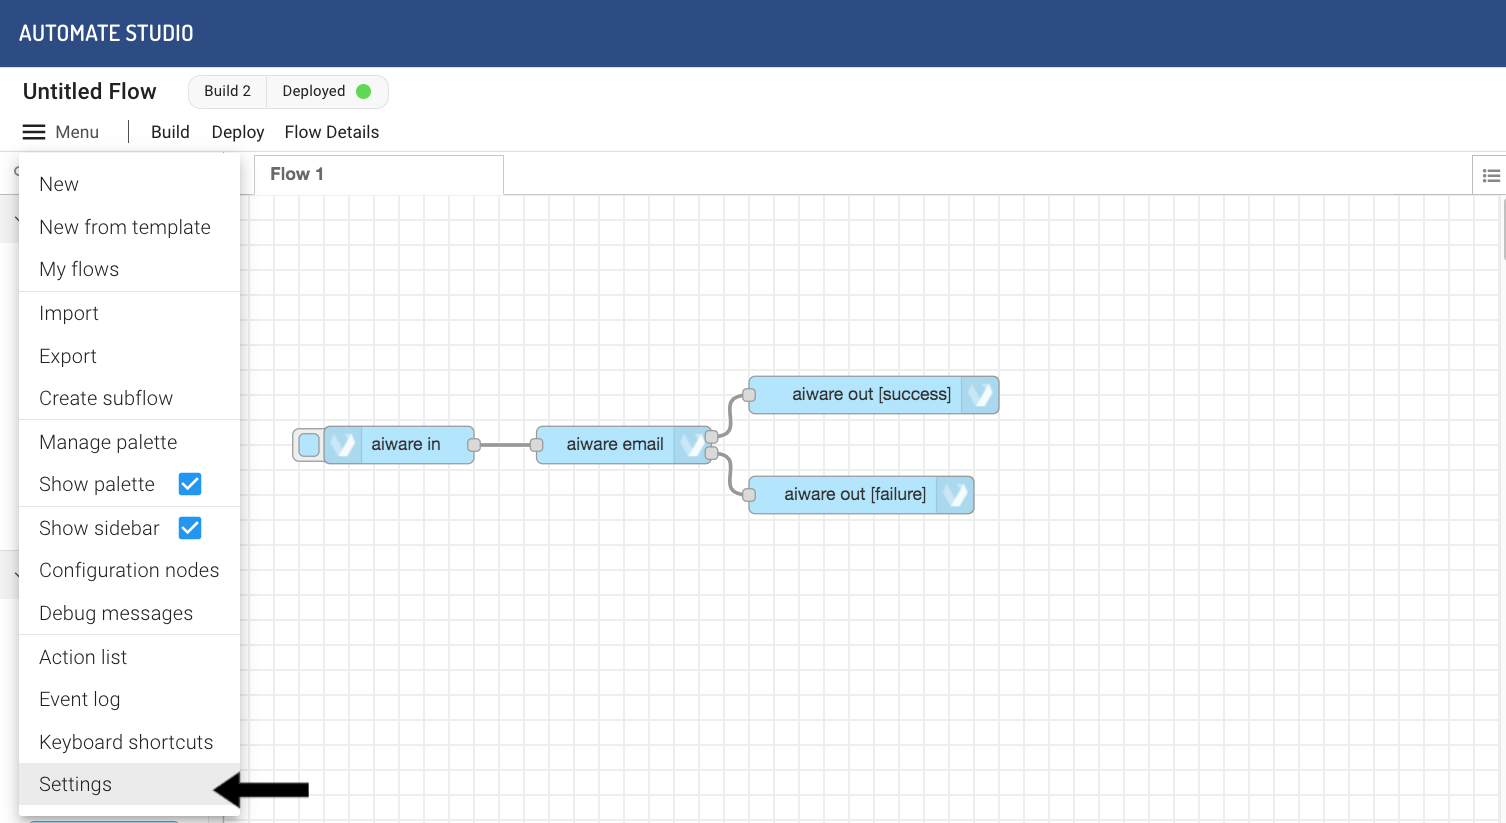 AUTOMATE STUDIO
Untitled Flow
Build 2
Deployed
Menu
Build
Deploy
Flow Details
New
New from template
My flows
Import
Export
Create subflow
Manage palette
Show palette
Show sidebar
Configuration nodes
Debug messages
Action list
Event log
Keyboard shortcuts
Settings
Flow 1
aiware in
aiware email
aiware out [success]
aiware out [failure]